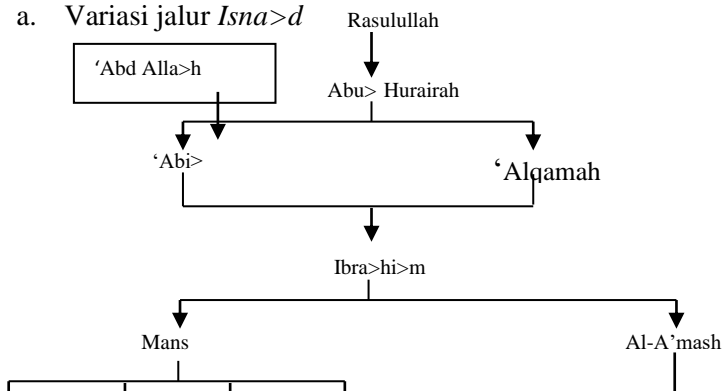 a. Variasi jalur Isna>d
Rasulullah
‘Abd Alla>h
Abu> Hurairah
‘Abi>
‘Alqamah
Ibra>hi>m
Mans
Al-A’mash